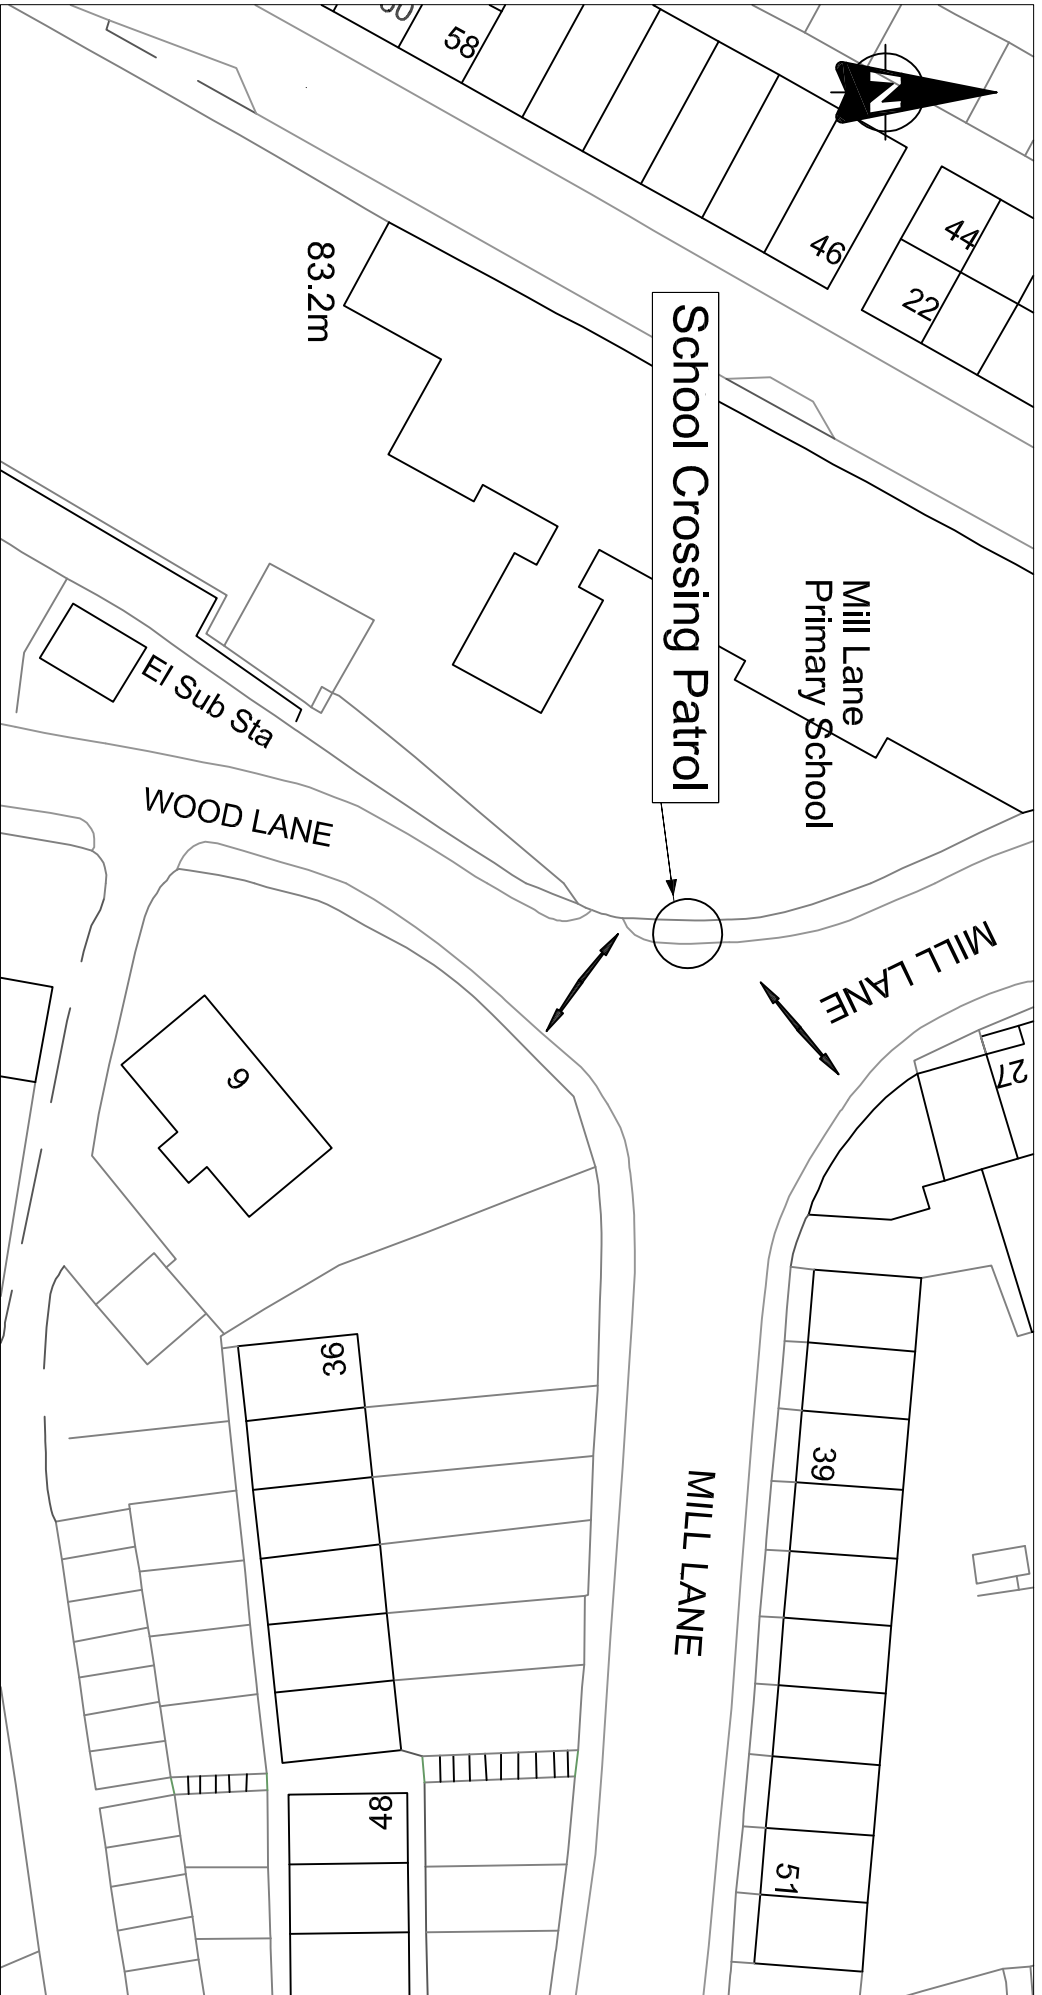 58
46
44
22
N
83.2m
School Crossing Patrol
Mill Lane
Primary School
El Sub Sta
WOOD LANE
MILL LANE
27
9
36
39
MILL LANE
48
51